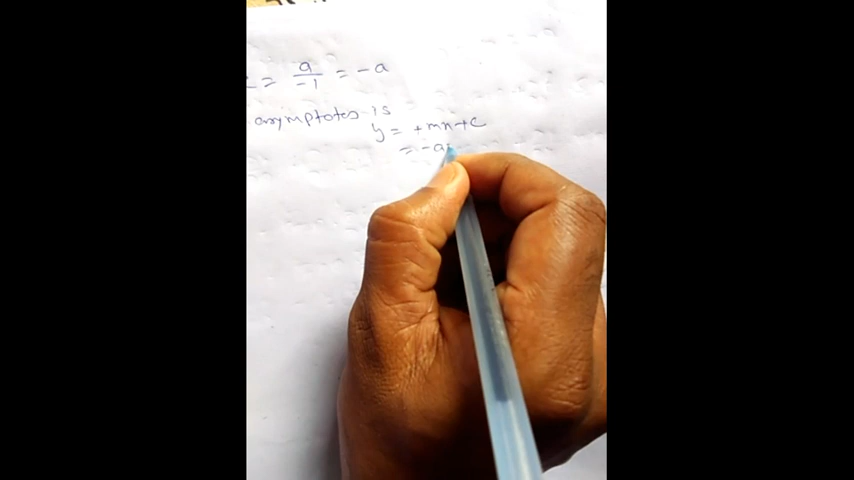 = a/-1 = -a
asymptotes is
y = +mx+c
= -a